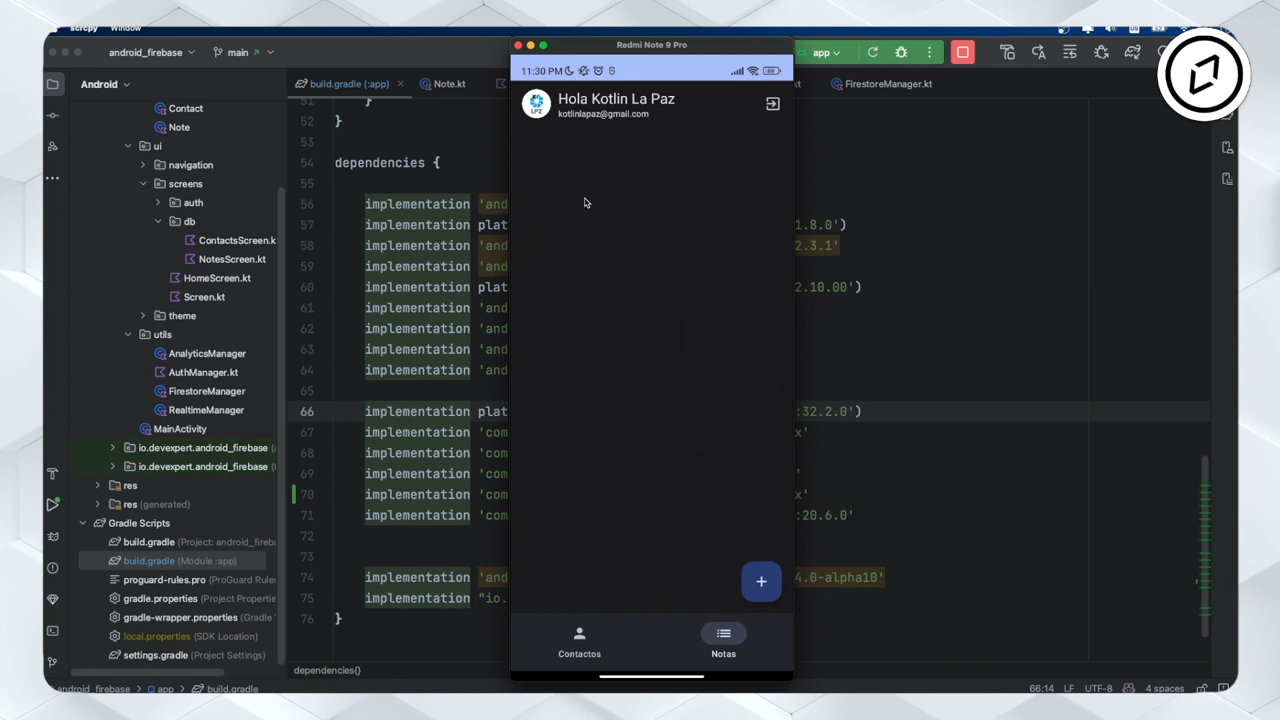 scrcpy Window
android_firebase main
Redmi Note 9 Pro
app
Android
build.gradle (:app)
Note.kt
kt
FirestoreManager.kt
Contact
Note
ui
navigation
screens
auth
db
ContactsScreen.k
NotesScreen.kt
HomeScreen.kt
Screen.kt
theme
utils
AnalyticsManager
AuthManager.kt
FirestoreManager
RealtimeManager
MainActivity
io.devexpert.android_firebase
io.devexpert.android_firebase
res
res (generated)
Gradle Scripts
build.gradle (Project: android_fireba
build.gradle (Module :app)
proguard-rules.pro (ProGuard Rule
gradle.properties (Project Properti
gradle-wrapper.properties (Gradle
local.properties (SDK Location)
settings.gradle (Project Settings)
51 }
52 }
53
54 dependencies {
55
56 implementation 'and
57 implementation plat 1.8.0')
58 implementation 'and 2.3.1'
59 implementation 'and
60 implementation plat 2.10.00')
61 implementation 'and
62 implementation 'and
63 implementation 'and
64 implementation 'and
65
66 implementation plat :32.2.0')
67 implementation 'com x'
68 implementation 'com
69 implementation 'com '
70 implementation 'com x'
71 implementation 'com :20.6.0'
72
73
74 implementation 'and 4.0-alpha10'
75 implementation "io.
76 }
dependencies{}
11:30 PM
69
LPZ
Hola Kotlin La Paz
kotlinlapaz@gmail.com
+
Contactos
Notas
android_firebase app build.gradle
66:14 LF UTF-8 4 spaces